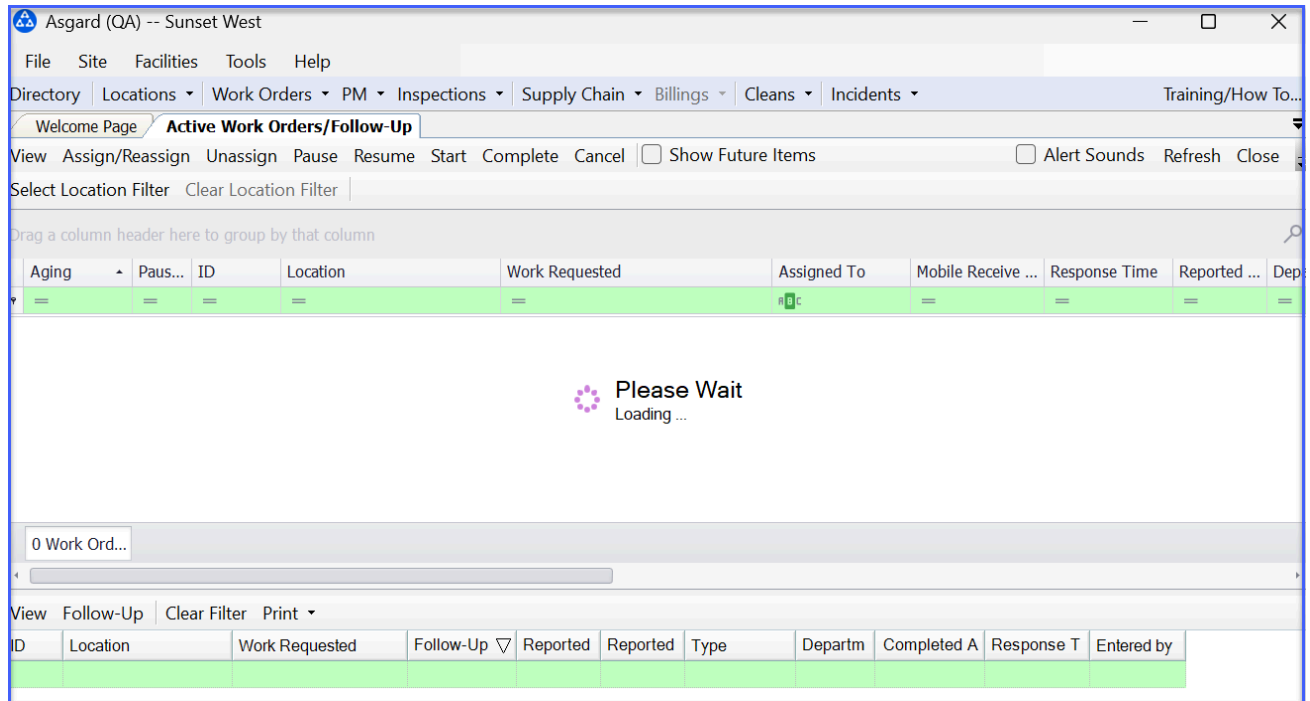 Asgard (QA) -- Sunset West
File Site Facilities Tools Help
Directory Locations Work Orders PM Inspections Supply Chain Billings Cleans Incidents Training/How To...
Welcome Page Active Work Orders/Follow-Up
View Assign/Reassign Unassign Pause Resume Start Complete Cancel Show Future Items Alert Sounds Refresh Close
Select Location Filter Clear Location Filter
Drag a column header here to group by that column
Aging Paus... ID Location Work Requested Assigned To Mobile Receive ... Response Time Reported ... Dep
= = = = = ABC = = = =
Please Wait
Loading ...
0 Work Ord...
View Follow-Up Clear Filter Print
ID Location Work Requested Follow-Up Reported Reported Type Departm Completed A Response T Entered by